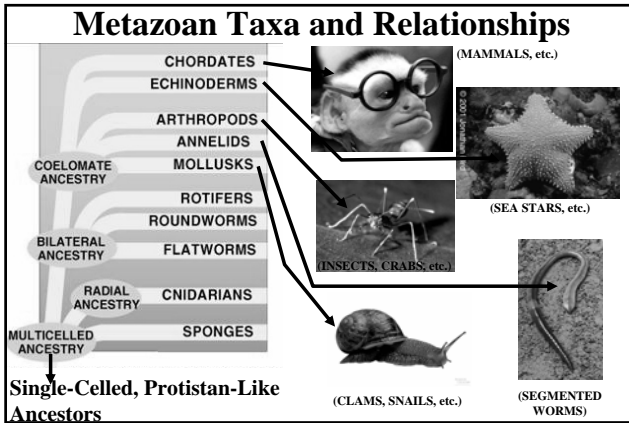 Metazoan Taxa and Relationships
CHORDATES
ECHINODERMS
ARTHROPODS
ANNELIDS
MOLLUSKS
COELOMATE
ANCESTRY
ROTIFERS
ROUNDWORMS
BILATERAL
ANCESTRY
FLATWORMS
RADIAL
ANCESTRY
CNIDARIANS
MULTICELLED
ANCESTRY
SPONGES
Single-Celled, Protistan-Like
Ancestors
(MAMMALS, etc.)
© 2001
(SEA STARS, etc.)
(INSECTS, CRABS, etc.)
(CLAMS, SNAILS, etc.)
(SEGMENTED
WORMS)